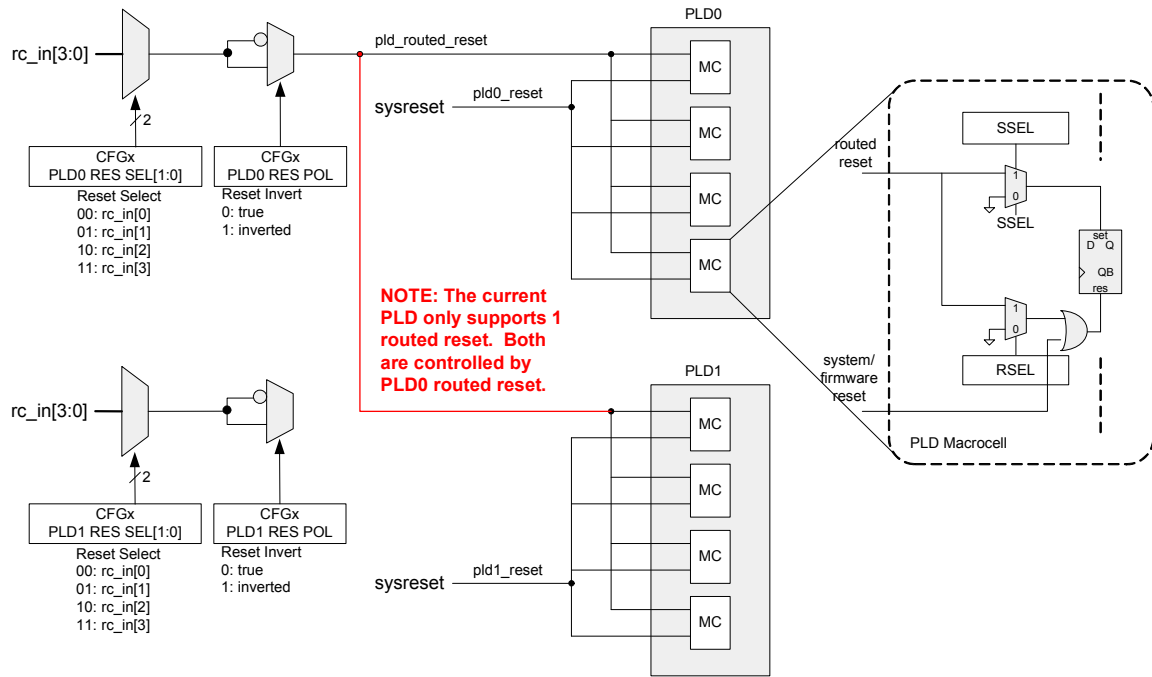 PLD0
rc_in[3:0]
pld_routed_reset
MC
sysreset
pld0_reset
MC
MC
MC
2
CFGx
PLD0 RES SEL[1:0]
CFGx
PLD0 RES POL
Reset Select
00: rc_in[0]
01: rc_in[1]
10: rc_in[2]
11: rc_in[3]
Reset Invert
0: true
1: inverted
NOTE: The current
PLD only supports 1
routed reset. Both
are controlled by
PLD0 routed reset.
SSEL
routed
reset
1
0
SSEL
set
D Q
QB
res
1
0
RSEL
system/
firmware
reset
PLD Macrocell
PLD1
rc_in[3:0]
MC
MC
MC
MC
2
CFGx
PLD1 RES SEL[1:0]
CFGx
PLD1 RES POL
Reset Select
00: rc_in[0]
01: rc_in[1]
10: rc_in[2]
11: rc_in[3]
Reset Invert
0: true
1: inverted
sysreset
pld1_reset